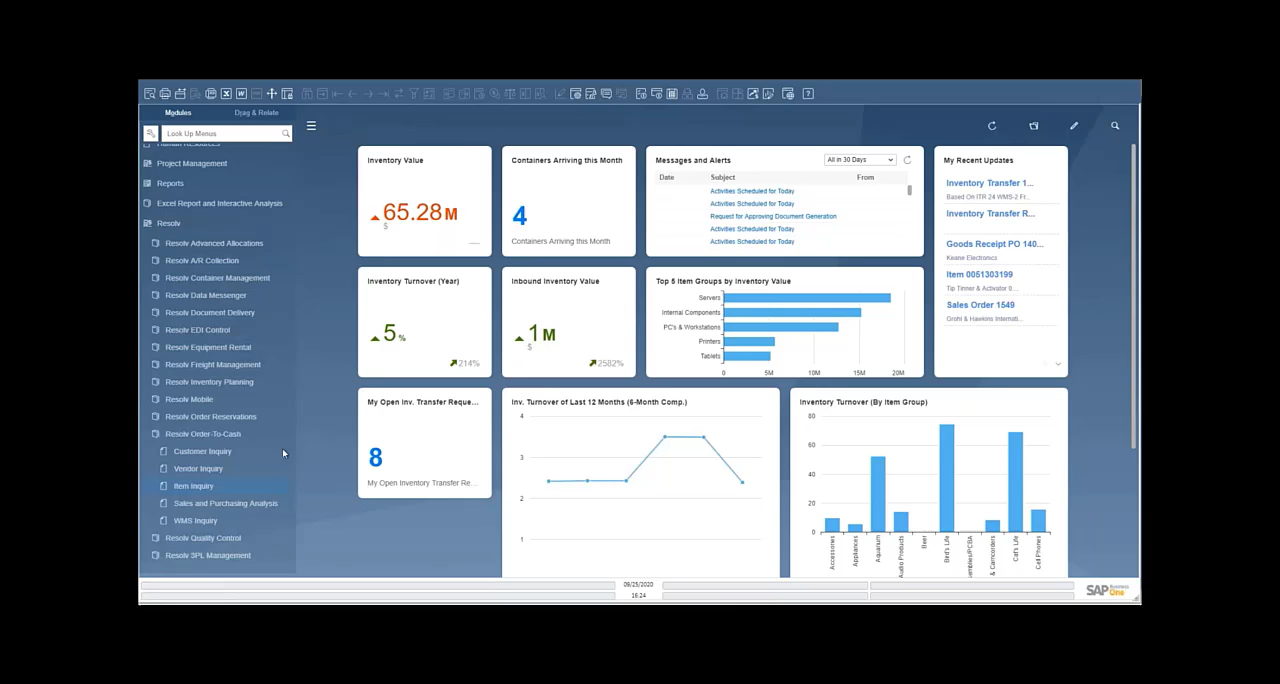 Modules
Drag & Relate
Look Up Menus
Human Resources
Project Management
Reports
Excel Report and Interactive Analysis
Resolv
Resolv Advanced Allocations
Resolv A/R Collection
Resolv Container Management
Resolv Data Messenger
Resolv Document Delivery
Resolv EDI Control
Resolv Equipment Rental
Resolv Freight Management
Resolv Inventory Planning
Resolv Mobile
Resolv Order Reservations
Resolv Order-To-Cash
Customer Inquiry
Vendor Inquiry
Item Inquiry
Sales and Purchasing Analysis
WMS Inquiry
Resolv Quality Control
Resolv 3PL Management
Inventory Value
65.28 M
$
Containers Arriving this Month
4
Containers Arriving this Month
Messages and Alerts
All in 30 Days
Date Subject From
Activities Scheduled for Today
Activities Scheduled for Today
Request for Approving Document Generation
Activities Scheduled for Today
Activities Scheduled for Today
My Recent Updates
Inventory Transfer 1...
Based On ITR 24 WMS-2 Fr...
Inventory Transfer R...
Goods Receipt PO 140...
Keane Electronics
Item 0051303199
Tip Tinner & Activator 0...
Sales Order 1549
Grohl & Hawkins Internati...
Inventory Turnover (Year)
5 %
214%
Inbound Inventory Value
1 M
$
2582%
Top 5 Item Groups by Inventory Value
Servers
Internal Components
PC's & Workstations
Printers
Tablets
0 5M 10M 15M 20M
My Open Inv. Transfer Reque...
8
My Open Inventory Transfer Re...
Inv. Turnover of Last 12 Months (6-Month Comp.)
4
3
2
1
Inventory Turnover (By Item Group)
80
60
40
20
0
Accessories
Appliances
Aquarium
Audio Products
Beer
Bird's Life
emblies/PCBA
& Camcorders
Cat's Life
Cell Phones
09/25/2020
16:24
SAP Business One